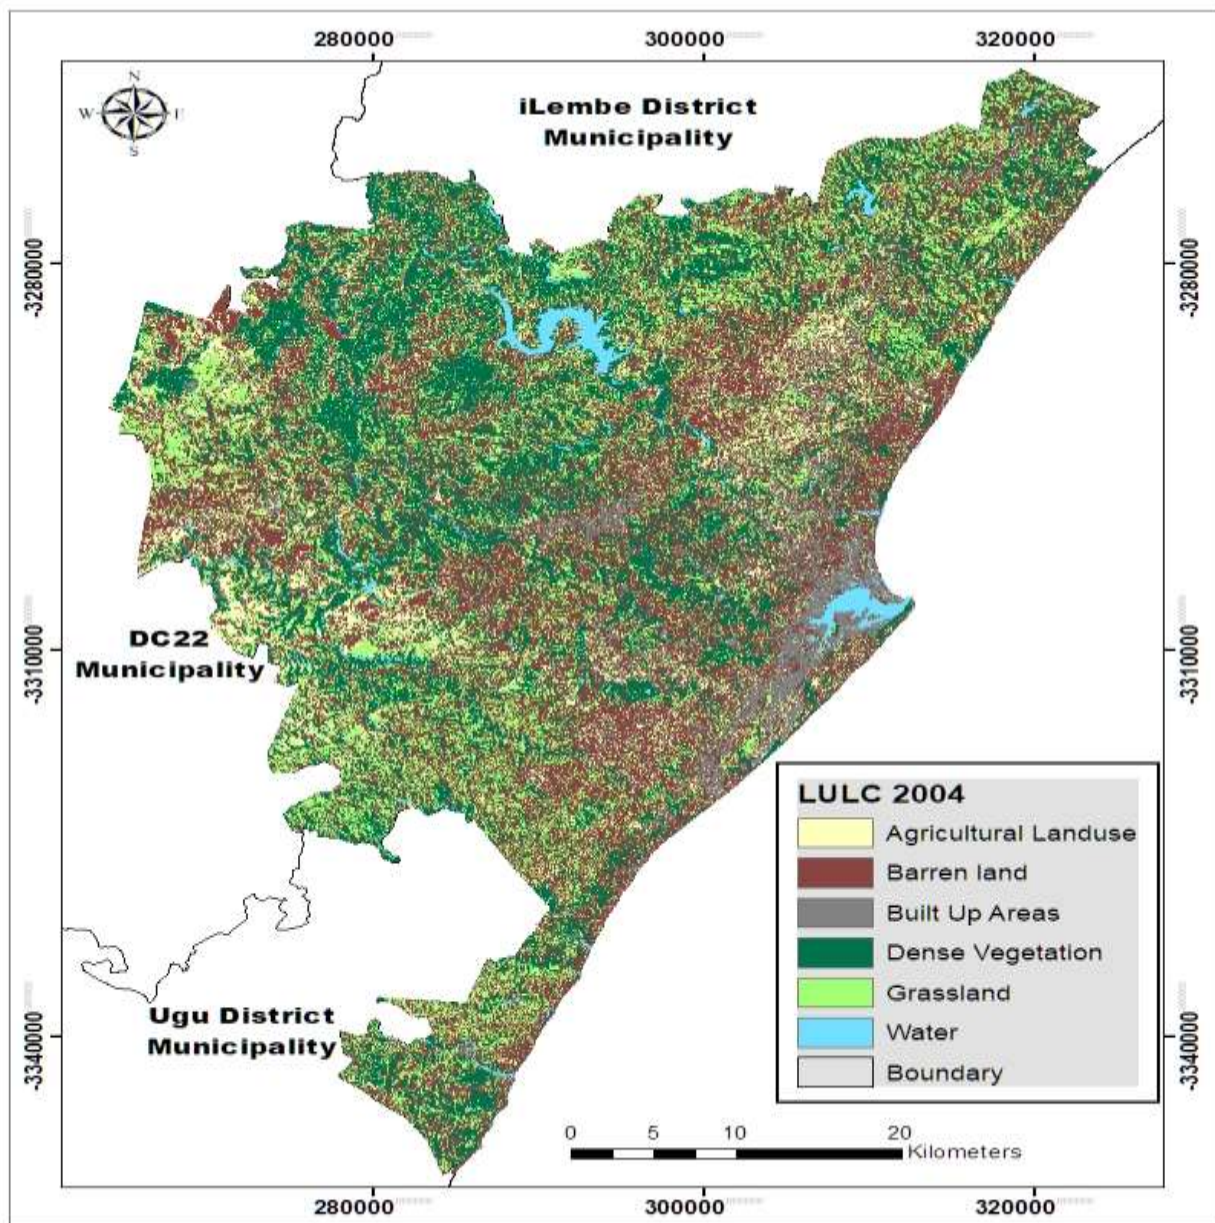 280000 300000 320000
N
W E
S
iLembe District
Municipality
-3280000 -3280000
DC22
Municipality
-3310000 -3310000
LULC 2004
Agricultural Landuse
Barren land
Built Up Areas
Dense Vegetation
Grassland
Water
Boundary
Ugu District
Municipality
-3340000 -3340000
0 5 10 20
Kilometers
280000 300000 320000